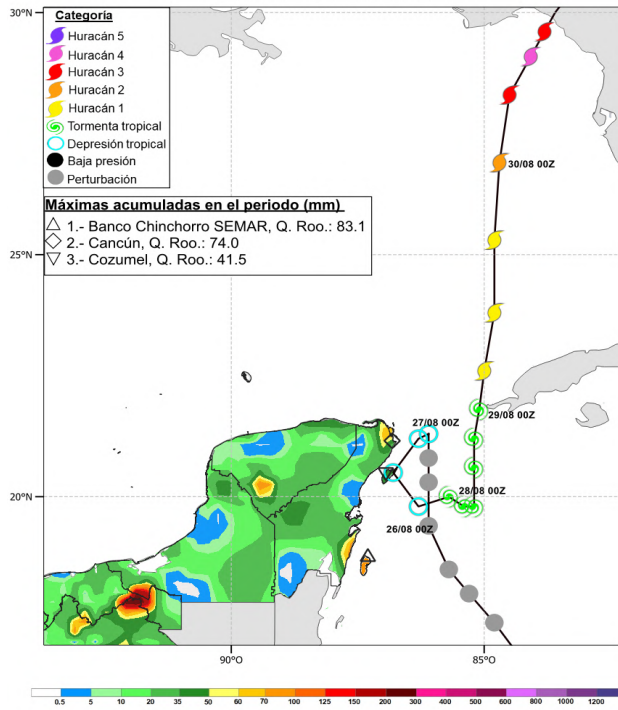 30°N
Categoría
Huracán 5
Huracán 4
Huracán 3
Huracán 2
Huracán 1
Tormenta tropical
Depresión tropical
Baja presión
Perturbación
30/08 00Z
Máximas acumuladas en el periodo (mm)
1.- Banco Chinchorro SEMAR, Q. Roo.: 83.1
2.- Cancún, Q. Roo.: 74.0
3.- Cozumel, Q. Roo.: 41.5
25°N
27/08 00Z
29/08 00Z
28/08 00Z
20°N
26/08 00Z
90°O
85°O
0.5 5 10 20 35 50 60 70 100 125 150 200 300 400 500 600 800 1000 1200